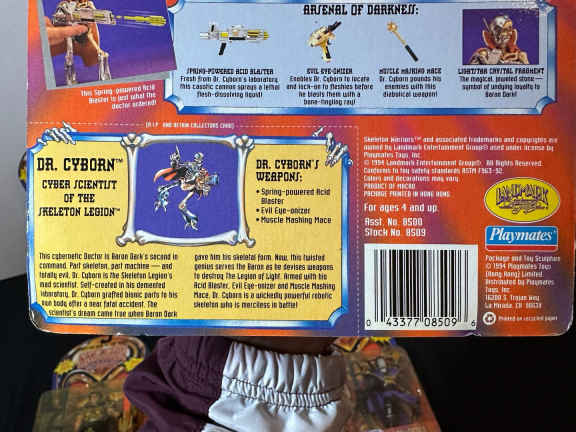 ARSENAL OF DARKNESS:
This Spring-powered Acid
Blaster is just what the
doctor ordered!
SPRING-POWERED ACID BLASTER
Fresh from Dr. Cyborn's laboratory,
this caustic cannon sprays a lethal
flesh-dissolving liquid!
EVIL EYE-ONIZER
Enables Dr. Cyborn to locate
and lock-on to fleshies before
he blasts them with a
bone-tingling ray!
MUSCLE MASHING MACE
Dr. Cyborn pounds his
enemies with this
diabolical weapon!
LIGHTSTAR CRYSTAL FRAGMENT
The magical, pointed stone—
symbol of undying loyalty to
Baron Dark!
CLIP AND RETAIN COLLECTORS CARD
DR. CYBORN™
CYBER SCIENTIST
OF THE
SKELETON LEGION™
DR. CYBORN'S
WEAPONS:
• Spring-powered Acid
Blaster
• Evil Eye-onizer
• Muscle Mashing Mace
This cybernetic Doctor is Baron Dark's second in
command. Part skeleton, part machine — and
totally evil. Dr. Cyborn is the Skeleton Legion's
mad scientist. Self-created in his demented
laboratory, Dr. Cyborn grafted bionic parts to his
own body after a near fatal accident. The
scientist's dream came true when Baron Dark
gave him his skeletal form. Now, this twisted
genius serves the Baron as he devises weapons
to destroy The Legion of Light. Armed with his
Acid Blaster, Evil Eye-onizer and Muscle Mashing
Mace, Dr. Cyborn is a wickedly powerful robotic
skeleton who is merciless in battle!
Skeleton Warriors™ and associated trademarks and copyrights are
owned by Landmark Entertainment Group® used under license by
Playmates Toys, Inc.
© 1994 Landmark Entertainment Group® All Rights Reserved.
Conforms to toy safety standards ASTM F963-92.
Colors and decorations may vary.
PRODUCT OF MACAO
PACKAGE PRINTED IN HONG KONG
For ages 4 and up.
Asst. No. 8500
Stock No. 8509
0 43377 08509 6
LANDMARK
Playmates®
Package and Toy Sculpture
© 1994 Playmates Toys
(Hong Kong) Limited
Distributed by Playmates
Toys, Inc.
16200 S. Trojan Way
La Mirada, CA 90638
Printed on recycled paper